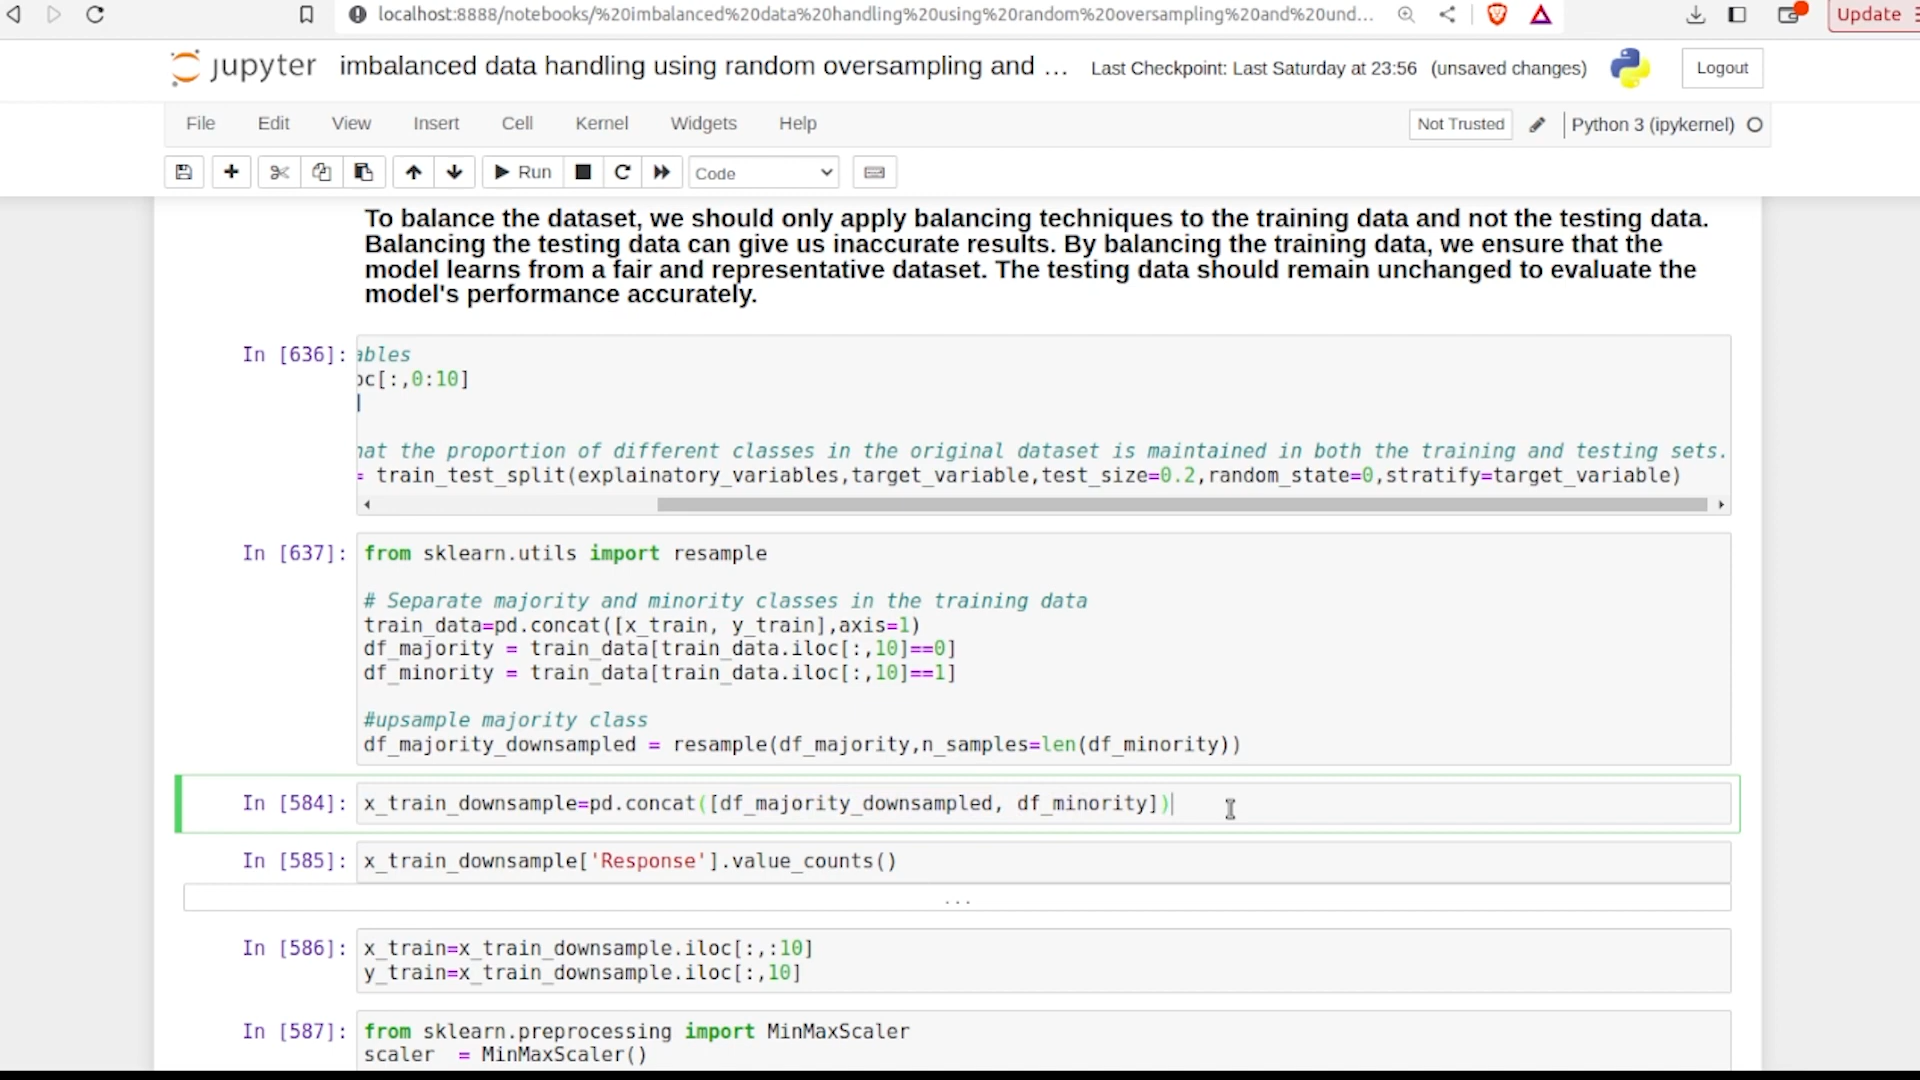 localhost:8888/notebooks/%20imbalanced%20data%20handling%20using%20random%20oversampling%20and%20und...
Update
jupyter imbalanced data handling using random oversampling and ... Last Checkpoint: Last Saturday at 23:56 (unsaved changes) Logout
File Edit View Insert Cell Kernel Widgets Help Not Trusted Python 3 (ipykernel)
Run Code
To balance the dataset, we should only apply balancing techniques to the training data and not the testing data.
Balancing the testing data can give us inaccurate results. By balancing the training data, we ensure that the
model learns from a fair and representative dataset. The testing data should remain unchanged to evaluate the
model's performance accurately.
In [636]: ables
oc[:,0:10]
]
hat the proportion of different classes in the original dataset is maintained in both the training and testing sets.
= train_test_split(explainatory_variables,target_variable,test_size=0.2,random_state=0,stratify=target_variable)
In [637]: from sklearn.utils import resample
# Separate majority and minority classes in the training data
train_data=pd.concat([x_train, y_train],axis=1)
df_majority = train_data[train_data.iloc[:,10]==0]
df_minority = train_data[train_data.iloc[:,10]==1]
#upsample majority class
df_majority_downsampled = resample(df_majority,n_samples=len(df_minority))
In [584]: x_train_downsample=pd.concat([df_majority_downsampled, df_minority])
In [585]: x_train_downsample['Response'].value_counts()
...
In [586]: x_train=x_train_downsample.iloc[:,:10]
y_train=x_train_downsample.iloc[:,10]
In [587]: from sklearn.preprocessing import MinMaxScaler
scaler  = MinMaxScaler()